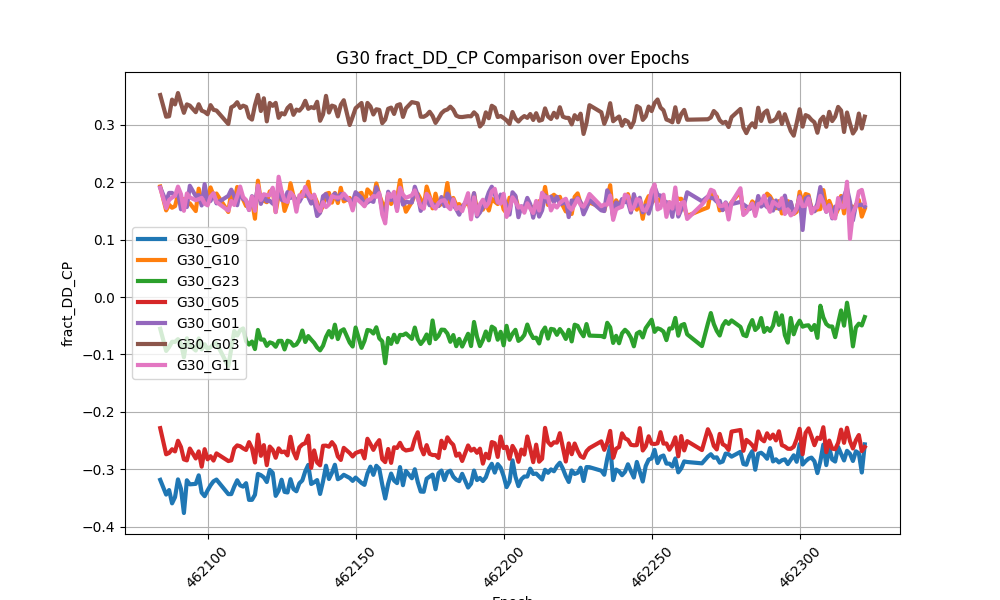 G30 fract_DD_CP Comparison over Epochs
fract_DD_CP
0.3
0.2
0.1
0.0
−0.1
−0.2
−0.3
−0.4
G30_G09
G30_G10
G30_G23
G30_G05
G30_G01
G30_G03
G30_G11
462100
462150
462200
462250
462300
Epoch